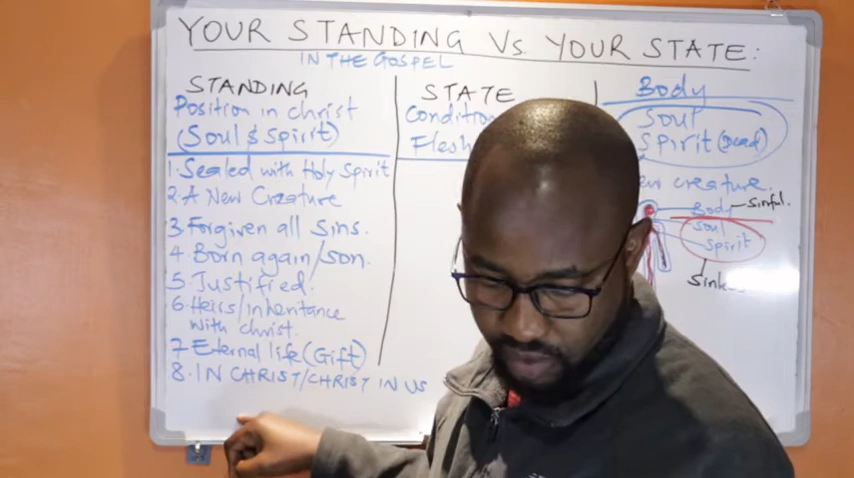 YOUR STANDING Vs. YOUR STATE:
IN THE GOSPEL
STANDING
Position in Christ
(Soul & Spirit)
1. Sealed with Holy Spirit
2. A New Creature
3 Forgiven all Sins.
4. Born again/son.
5. Justified.
6. Heirs/inheritance
with christ.
7 Eternal life (Gift)
8. IN CHRIST/CHRIST IN US
STATE
Flesh
Body
Soul
Spirit (Dead)
creature.
Body - Sinful.
Soul
Spirit